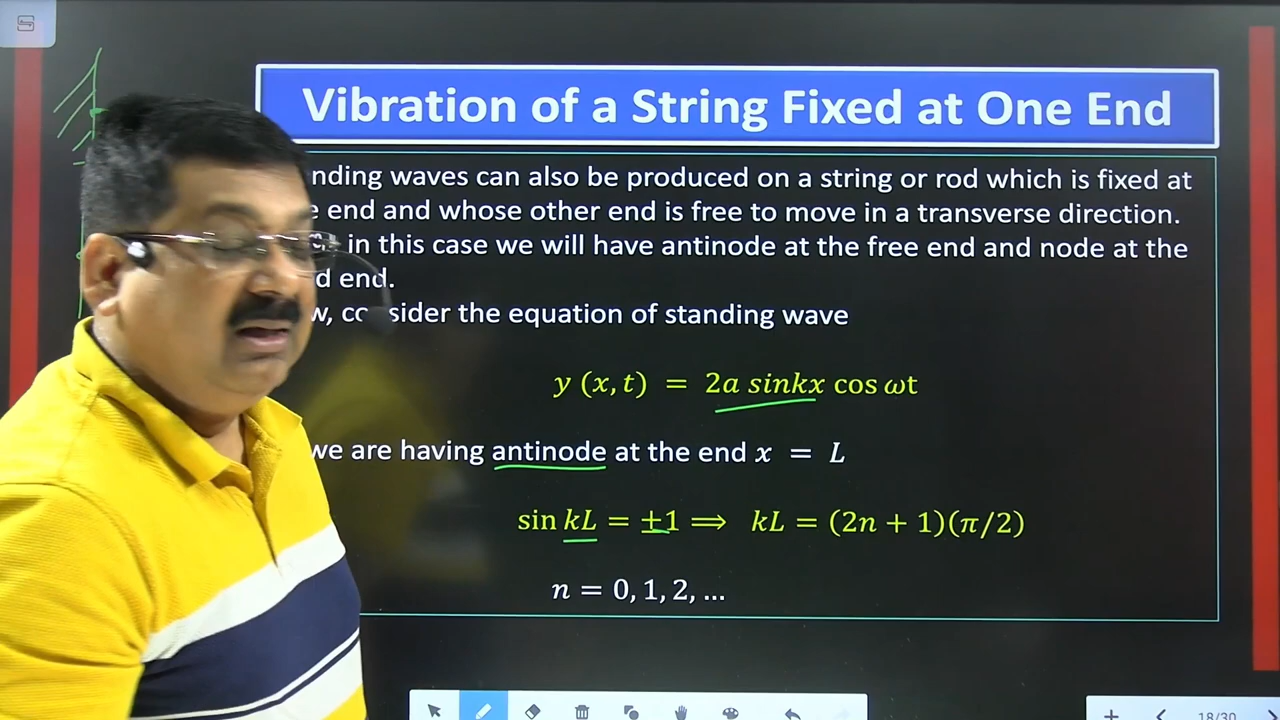 Vibration of a String Fixed at One End
nding waves can also be produced on a string or rod which is fixed at
e end and whose other end is free to move in a transverse direction.
in this case we will have antinode at the free end and node at the
d end.
w, consider the equation of standing wave
y (x, t) = 2a sinkx cos ωt
we are having antinode at the end x = L
sin kL = ±1 ⟹ kL = (2n + 1)(π/2)
n = 0, 1, 2, ...
18/30